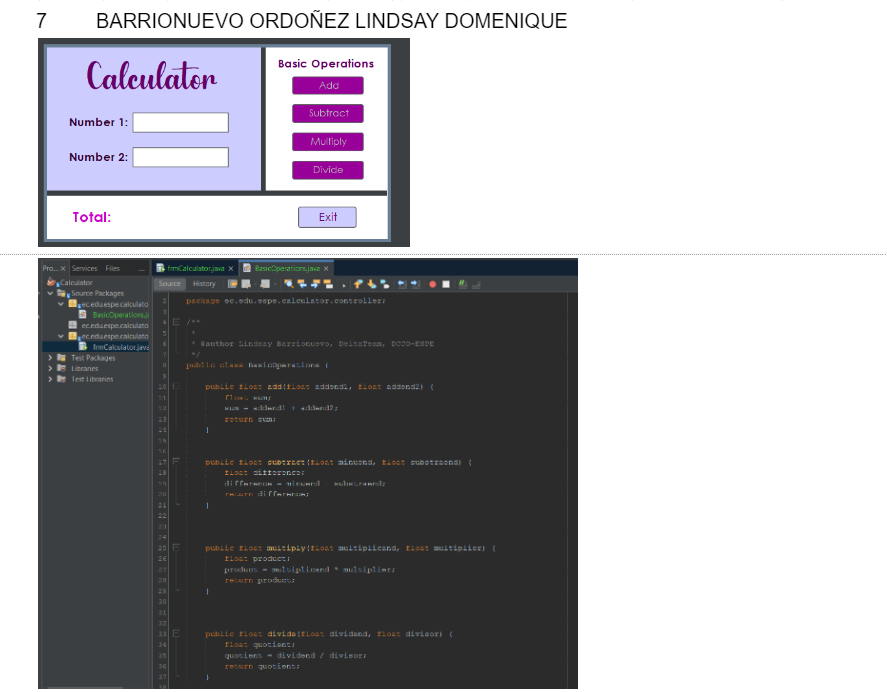 7 BARRIONUEVO ORDOÑEZ LINDSAY DOMENIQUE
Calculator
Number 1:
Number 2:
Basic Operations
Add
Subtract
Multiply
Divide
Total:
Exit
Pro... × Services Files
Calculator
Source Packages
ec.edu.espe.calculato
BasicOperations.j
ec.edu.espe.calculato
ec.edu.espe.calculato
frmCalculator.java
Test Packages
Libraries
Test Libraries
frmCalculator.java × BasicOperations.java ×
Source History
2 package ec.edu.espe.calculator.controller;
3
4 /**
5 *
6 * @author Lindsay Barrionuevo, DeltaTeam, DCCO-ESPE
7 */
8 public class BasicOperations {
9
10 public float add(float addend1, float addend2) {
11 float sum;
12 sum = addend1 + addend2;
13 return sum;
14 }
15
16
17 public float subtract(float minuend, float substraend) {
18 float difference;
19 difference = minuend - substraend;
20 return difference;
21 }
22
23
24
25 public float multiply(float multiplicand, float multiplier) {
26 float product;
27 product = multiplicand * multiplier;
28 return product;
29 }
30
31
32
33 public float divide(float dividend, float divisor) {
34 float quotient;
35 quotient = dividend / divisor;
36 return quotient;
37 }
38